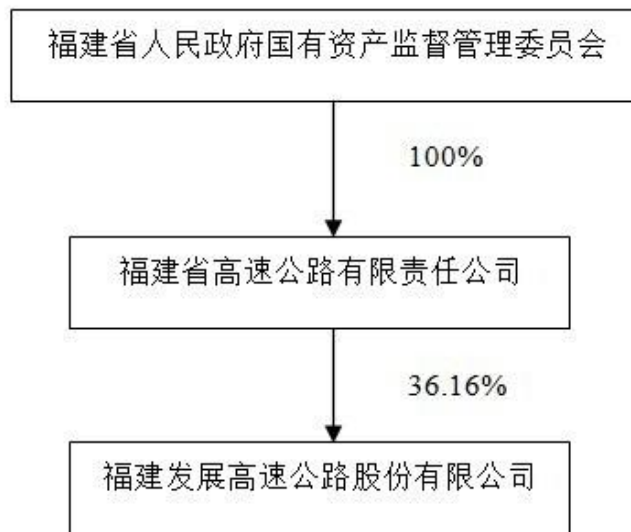 福建省人民政府国有资产监督管理委员会
100%
福建省高速公路有限责任公司
36.16%
福建发展高速公路股份有限公司